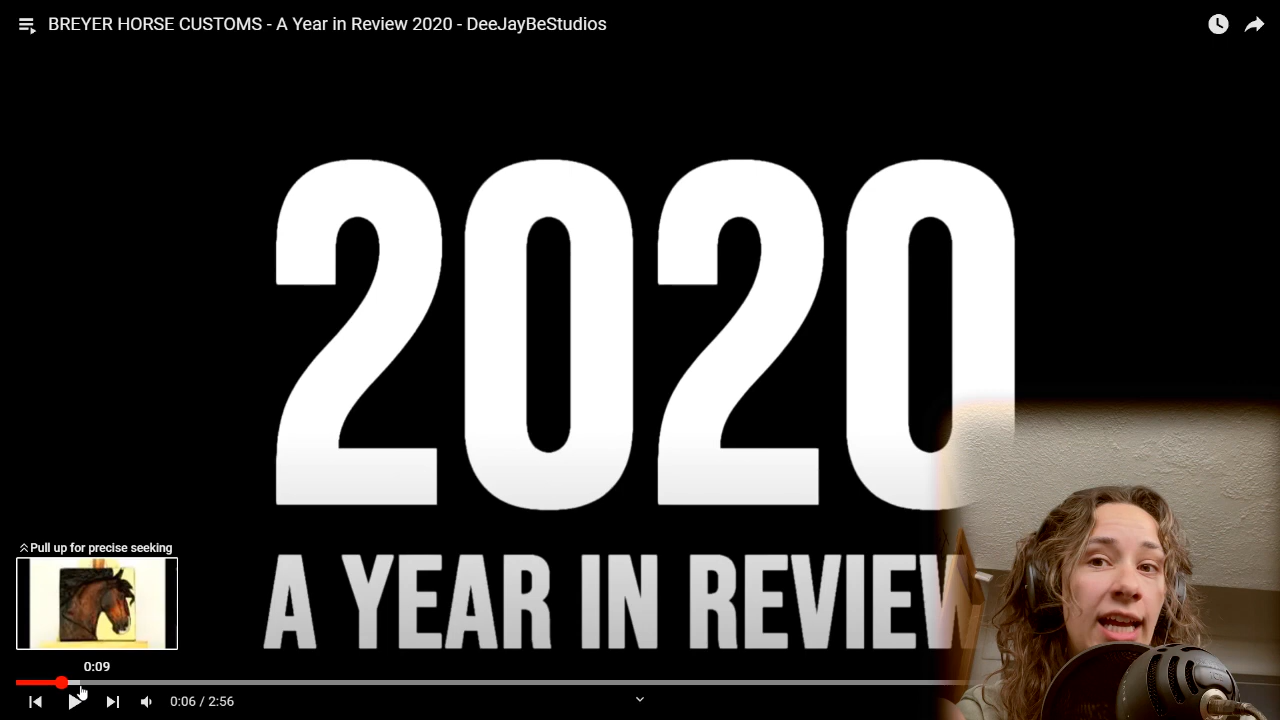 BREYER HORSE CUSTOMS - A Year in Review 2020 - DeeJayBeStudios
2020
A YEAR IN REVIEW
Pull up for precise seeking
0:09
0:06 / 2:56